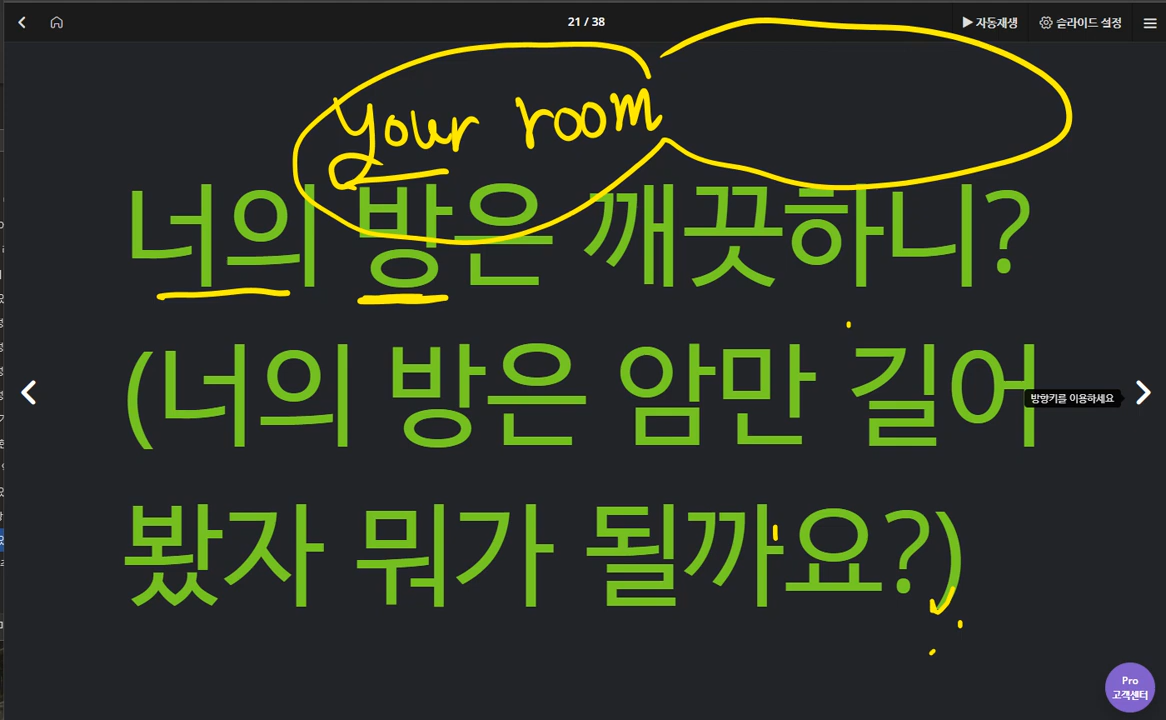 21 / 38
▶ 자동재생
슬라이드 설정
your room
너의 방은 깨끗하니?
(너의 방은 암만 길어
방향키를 이용하세요
봤자 뭐가 될까요?)
Pro
고객센터